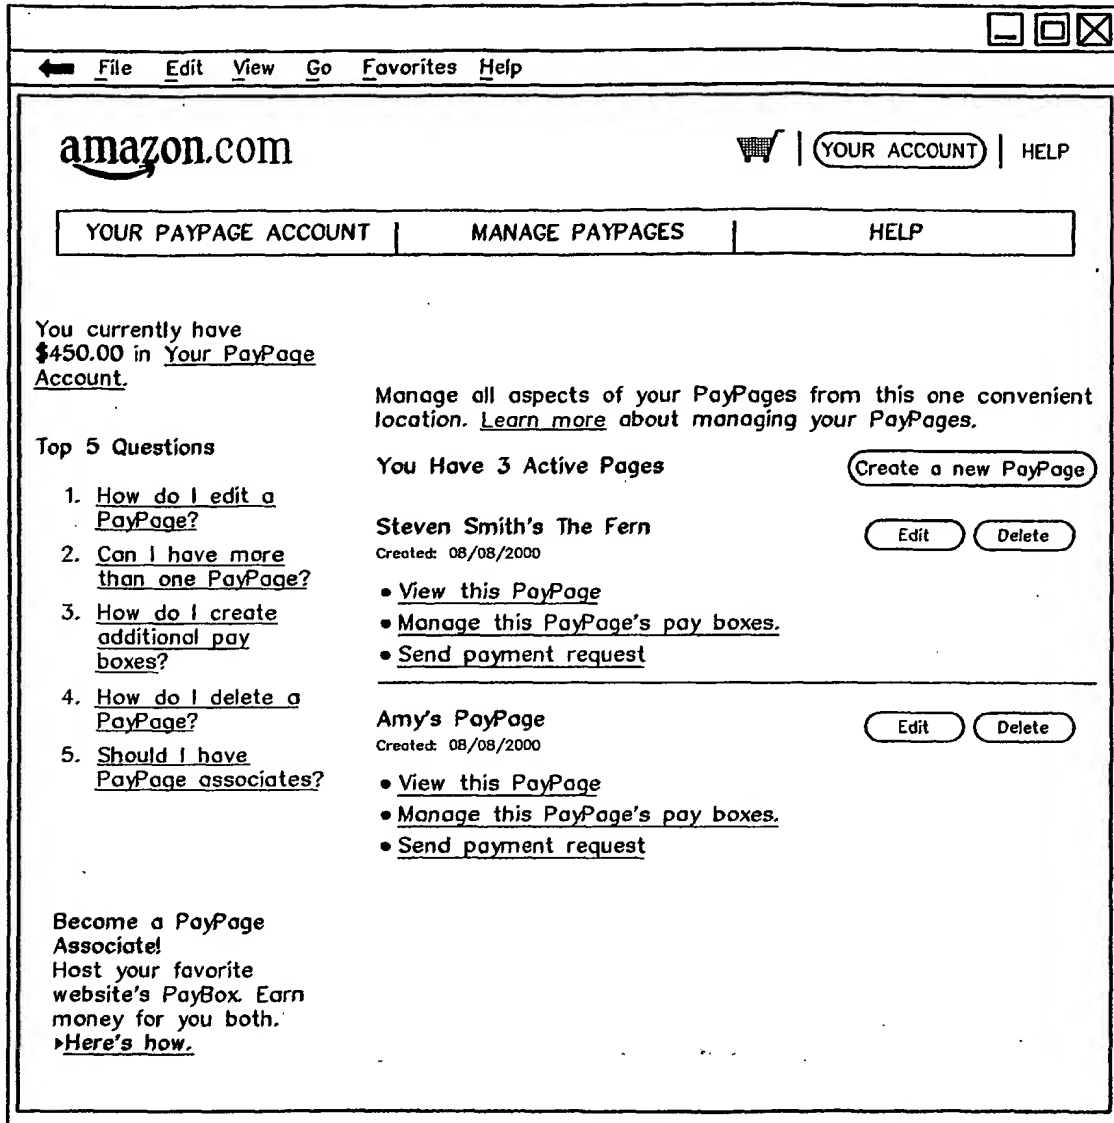 File Edit View Go Favorites Help
amazon.com
YOUR ACCOUNT | HELP
YOUR PAYPAGE ACCOUNT | MANAGE PAYPAGES | HELP
You currently have
$450.00 in Your PayPage
Account.
Top 5 Questions
1. How do I edit a
PayPage?
2. Can I have more
than one PayPage?
3. How do I create
additional pay
boxes?
4. How do I delete a
PayPage?
5. Should I have
PayPage associates?
Become a PayPage
Associate!
Host your favorite
website's PayBox. Earn
money for you both.
▸Here's how.
Manage all aspects of your PayPages from this one convenient
location. Learn more about managing your PayPages.
You Have 3 Active Pages Create a new PayPage
Steven Smith's The Fern Edit Delete
Created: 08/08/2000
• View this PayPage
• Manage this PayPage's pay boxes.
• Send payment request
Amy's PayPage Edit Delete
Created: 08/08/2000
• View this PayPage
• Manage this PayPage's pay boxes.
• Send payment request